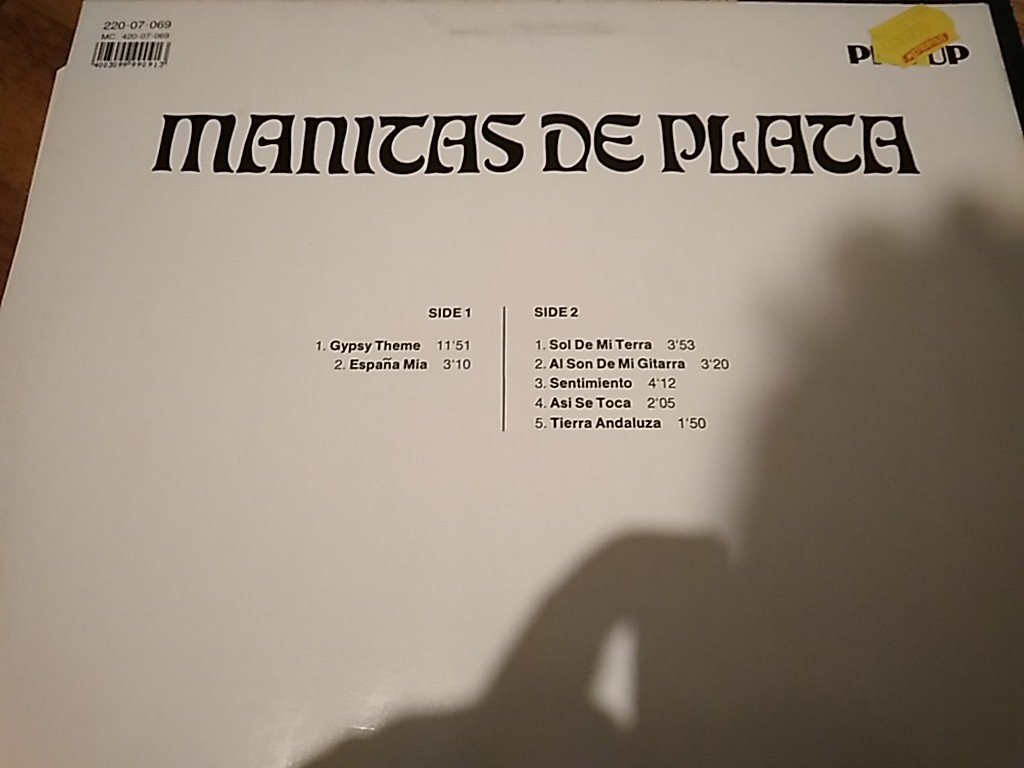 220-07-069
MC 420-07-069
4003099990913
METROPOLIS
MANITAS DE PLATA
SIDE 1
1. Gypsy Theme 11'51
2. España Mia 3'10
SIDE 2
1. Sol De Mi Terra 3'53
2. Al Son De Mi Gitarra 3'20
3. Sentimiento 4'12
4. Asi Se Toca 2'05
5. Tierra Andaluza 1'50